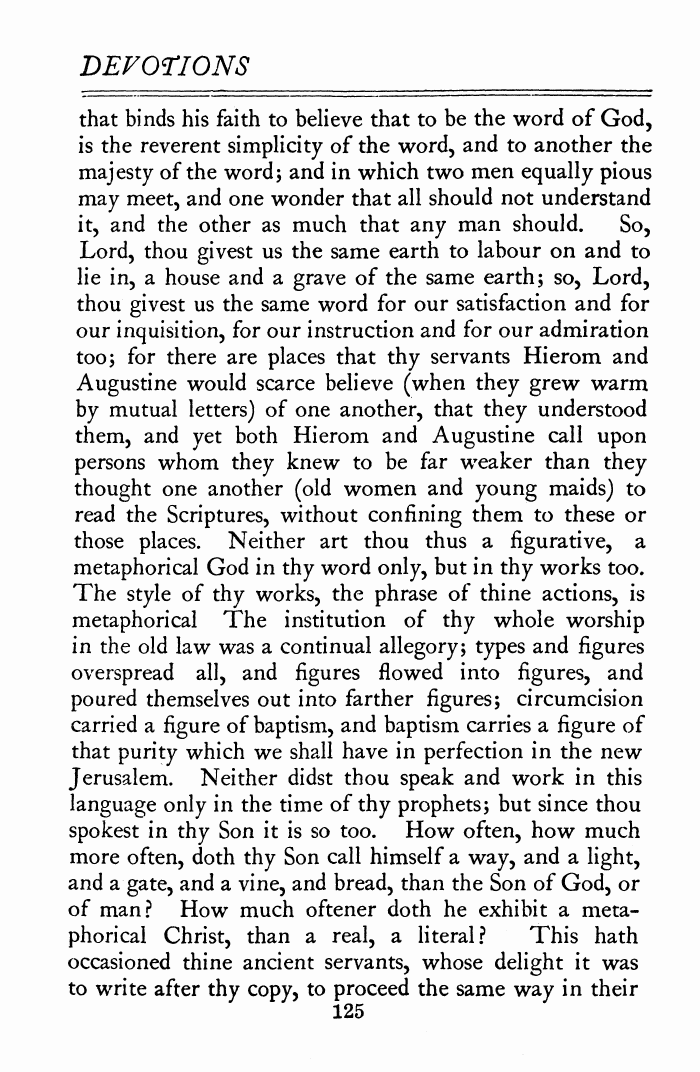 DEVOTIONS
that binds his faith to believe that to be the word of God,
is the reverent simplicity of the word, and to another the
majesty of the word; and in which two men equally pious
may meet, and one wonder that all should not understand
it, and the other as much that any man should. So,
Lord, thou givest us the same earth to labour on and to
lie in, a house and a grave of the same earth; so, Lord,
thou givest us the same word for our satisfaction and for
our inquisition, for our instruction and for our admiration
too; for there are places that thy servants Hierom and
Augustine would scarce believe (when they grew warm
by mutual letters) of one another, that they understood
them, and yet both Hierom and Augustine call upon
persons whom they knew to be far weaker than they
thought one another (old women and young maids) to
read the Scriptures, without confining them to these or
those places. Neither art thou thus a figurative, a
metaphorical God in thy word only, but in thy works too.
The style of thy works, the phrase of thine actions, is
metaphorical The institution of thy whole worship
in the old law was a continual allegory; types and figures
overspread all, and figures flowed into figures, and
poured themselves out into farther figures; circumcision
carried a figure of baptism, and baptism carries a figure of
that purity which we shall have in perfection in the new
Jerusalem. Neither didst thou speak and work in this
language only in the time of thy prophets; but since thou
spokest in thy Son it is so too. How often, how much
more often, doth thy Son call himself a way, and a light,
and a gate, and a vine, and bread, than the Son of God, or
of man? How much oftener doth he exhibit a meta-
phorical Christ, than a real, a literal? This hath
occasioned thine ancient servants, whose delight it was
to write after thy copy, to proceed the same way in their
125